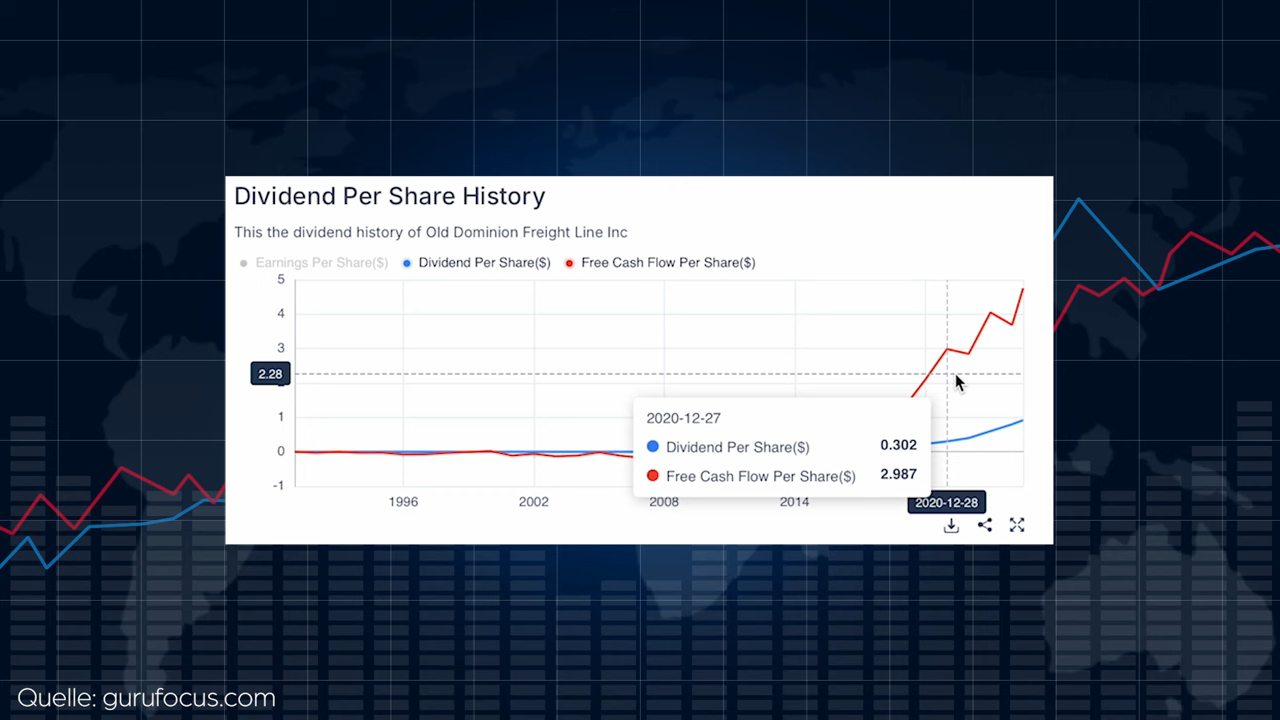 Dividend Per Share History
This the dividend history of Old Dominion Freight Line Inc
Earnings Per Share($) Dividend Per Share($) Free Cash Flow Per Share($)
5
4
3
2.28
1
0
-1
2020-12-27
Dividend Per Share($) 0.302
Free Cash Flow Per Share($) 2.987
1996 2002 2008 2014 2020-12-28
Quelle: gurufocus.com